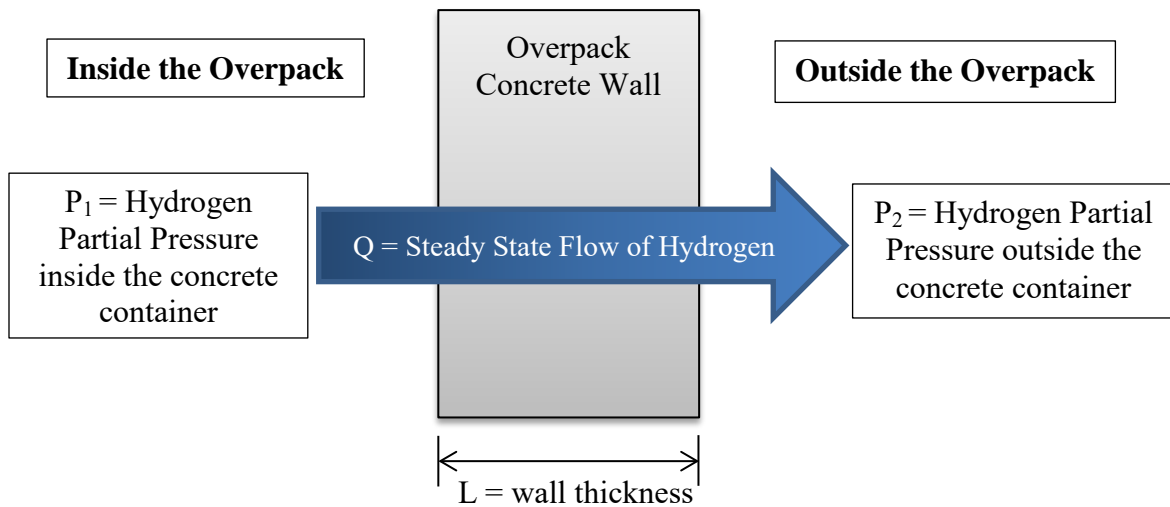 Inside the Overpack
Overpack
Concrete Wall
Outside the Overpack
P₁ = Hydrogen
Partial Pressure
inside the concrete
container
Q = Steady State Flow of Hydrogen
P₂ = Hydrogen Partial
Pressure outside the
concrete container
L = wall thickness